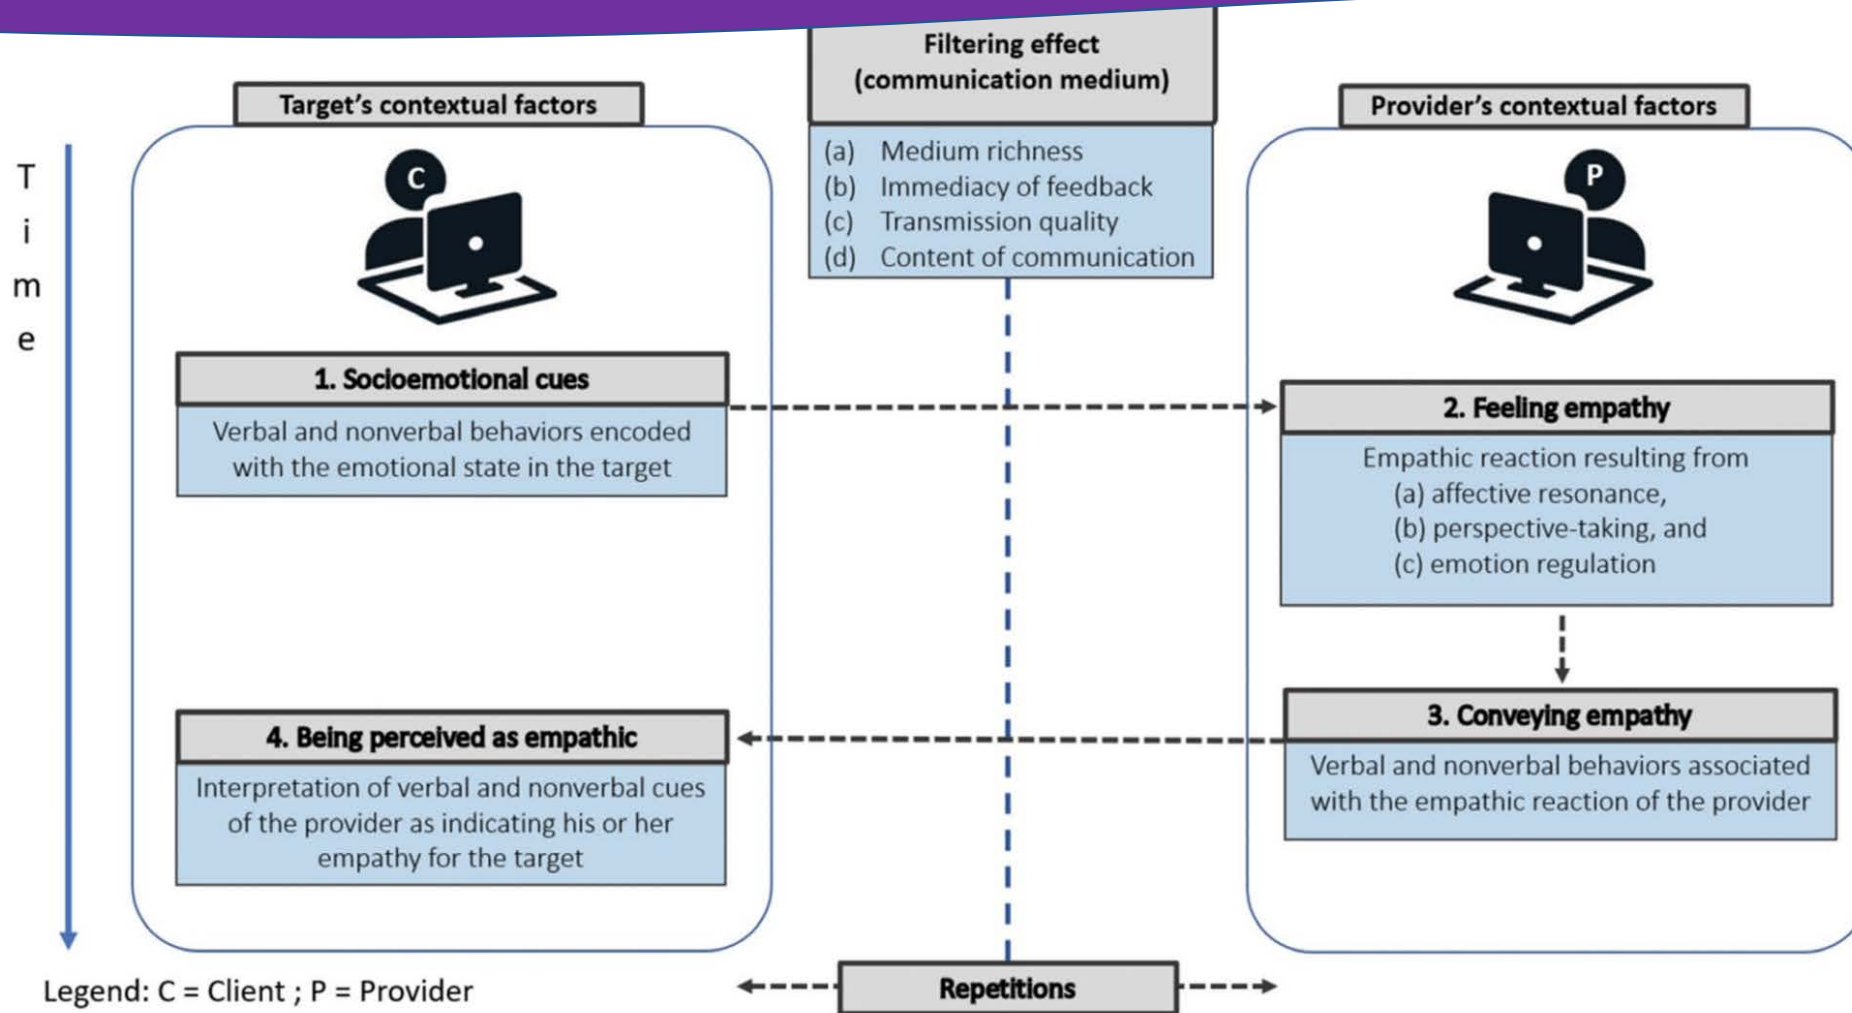 Filtering effect
(communication medium)
(a) Medium richness
(b) Immediacy of feedback
(c) Transmission quality
(d) Content of communication
Target's contextual factors
Provider's contextual factors
T
i
m
e
C
P
1. Socioemotional cues
Verbal and nonverbal behaviors encoded
with the emotional state in the target
2. Feeling empathy
Empathic reaction resulting from
(a) affective resonance,
(b) perspective-taking, and
(c) emotion regulation
3. Conveying empathy
Verbal and nonverbal behaviors associated
with the empathic reaction of the provider
4. Being perceived as empathic
Interpretation of verbal and nonverbal cues
of the provider as indicating his or her
empathy for the target
Legend: C = Client ; P = Provider
Repetitions